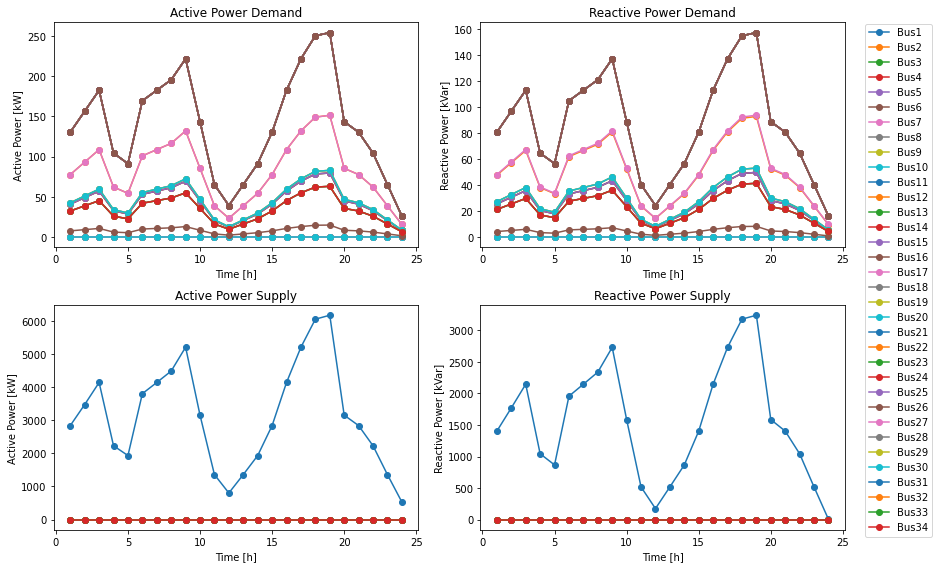 Active Power Demand
Active Power [kW]
250
200
150
100
50
0
0 5 10 15 20 25
Time [h]
Reactive Power Demand
Reactive Power [kVar]
160
140
120
100
80
60
40
20
0
0 5 10 15 20 25
Time [h]
Active Power Supply
Active Power [kW]
6000
5000
4000
3000
2000
1000
0
0 5 10 15 20 25
Time [h]
Reactive Power Supply
Reactive Power [kVar]
3000
2500
2000
1500
1000
500
0
0 5 10 15 20 25
Time [h]
Bus1
Bus2
Bus3
Bus4
Bus5
Bus6
Bus7
Bus8
Bus9
Bus10
Bus11
Bus12
Bus13
Bus14
Bus15
Bus16
Bus17
Bus18
Bus19
Bus20
Bus21
Bus22
Bus23
Bus24
Bus25
Bus26
Bus27
Bus28
Bus29
Bus30
Bus31
Bus32
Bus33
Bus34